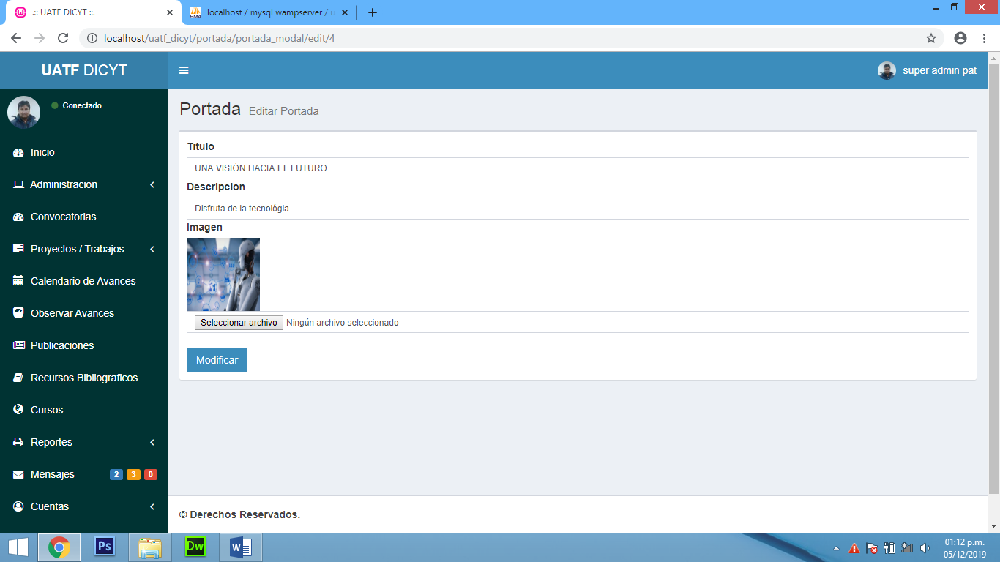 .:: UATF DICYT ::.
localhost / mysql wampserver / u
localhost/uatf_dicyt/portada/portada_modal/edit/4
UATF DICYT
super admin pat
Conectado
Inicio
Administracion
Convocatorias
Proyectos / Trabajos
Calendario de Avances
Observar Avances
Publicaciones
Recursos Bibliograficos
Cursos
Reportes
Mensajes 2 3 0
Cuentas
Portada Editar Portada
Titulo
UNA VISIÓN HACIA EL FUTURO
Descripcion
Disfruta de la tecnológia
Imagen
Seleccionar archivo Ningún archivo seleccionado
Modificar
© Derechos Reservados.
Ps
Dw
W
01:12 p.m.
05/12/2019